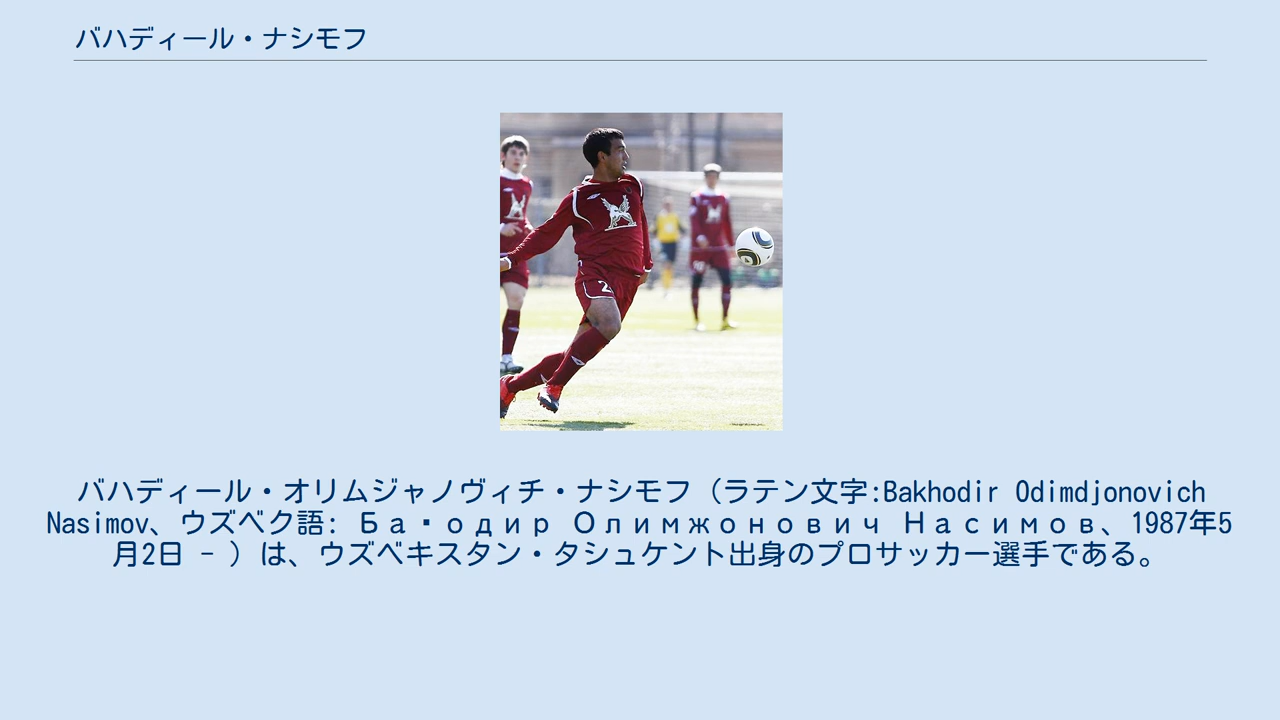 バハディール・ナシモフ
2
バハディール・オリムジャノヴィチ・ナシモフ（ラテン文字:Bakhodir Odimdjonovich
Nasimov、ウズベク語: Ба▪одир Олимжонович Насимов、1987年5
月2日 - ）は、ウズベキスタン・タシュケント出身のプロサッカー選手である。